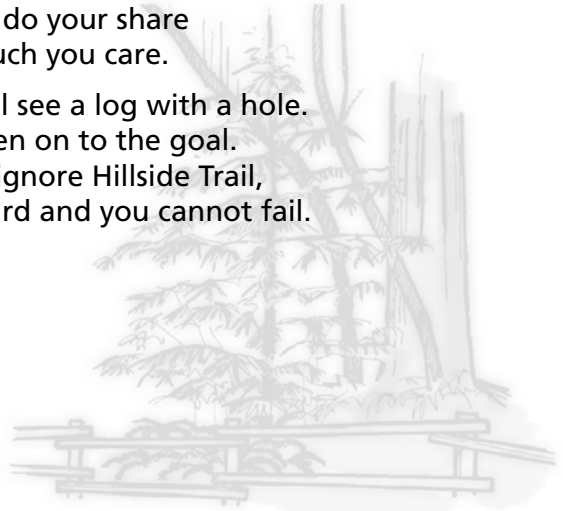 do your share
uch you care.
l see a log with a hole.
en on to the goal.
ignore Hillside Trail,
rd and you cannot fail.